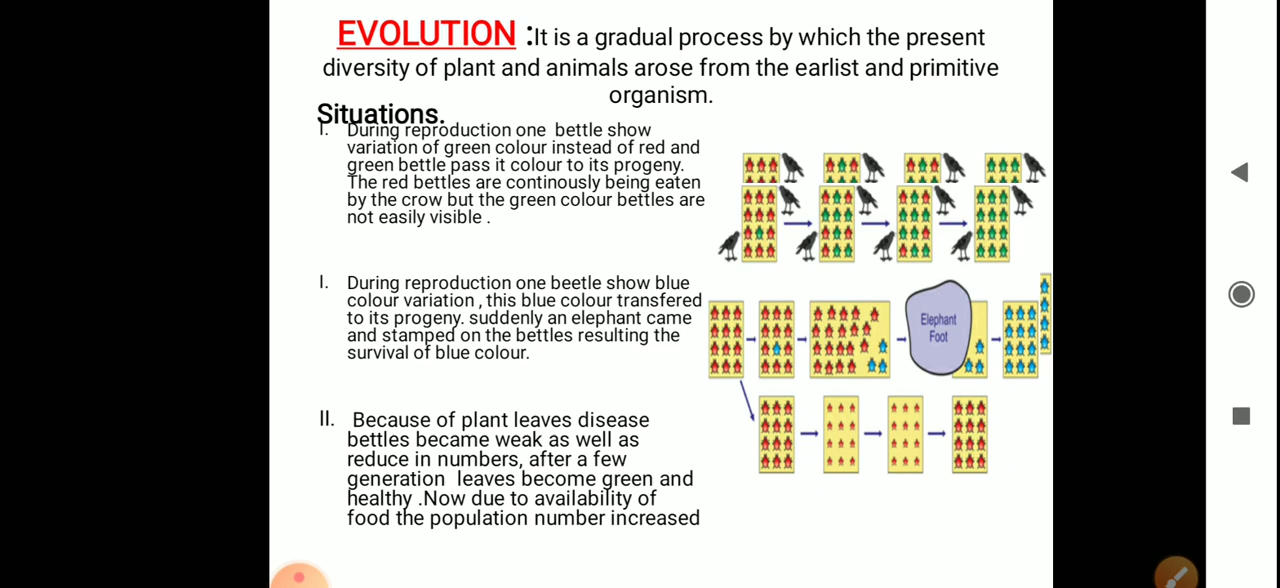 EVOLUTION :It is a gradual process by which the present
diversity of plant and animals arose from the earlist and primitive
organism.
Situations.
I. During reproduction one bettle show
variation of green colour instead of red and
green bettle pass it colour to its progeny.
The red bettles are continously being eaten
by the crow but the green colour bettles are
not easily visible .
I. During reproduction one beetle show blue
colour variation , this blue colour transfered
to its progeny. suddenly an elephant came
and stamped on the bettles resulting the
survival of blue colour.
Elephant
Foot
II. Because of plant leaves disease
bettles became weak as well as
reduce in numbers, after a few
generation leaves become green and
healthy .Now due to availability of
food the population number increased